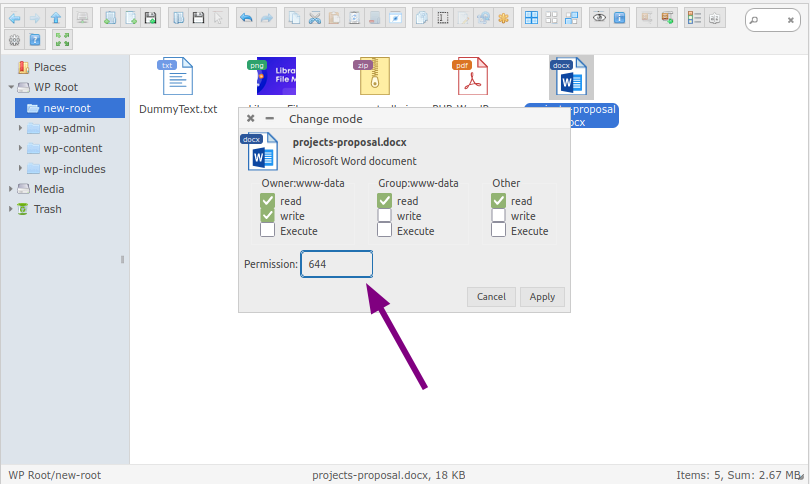 Places
WP Root
new-root
wp-admin
wp-content
wp-includes
Media
Trash
txt
DummyText.txt
png
Libra
File M
zip
pdf
docx
Change mode
docx
projects-proposal.docx
Microsoft Word document
Owner:www-data
Group:www-data
Other
read
read
read
write
write
write
Execute
Execute
Execute
Permission:
644
Cancel
Apply
WP Root/new-root
projects-proposal.docx, 18 KB
Items: 5, Sum: 2.67 MB